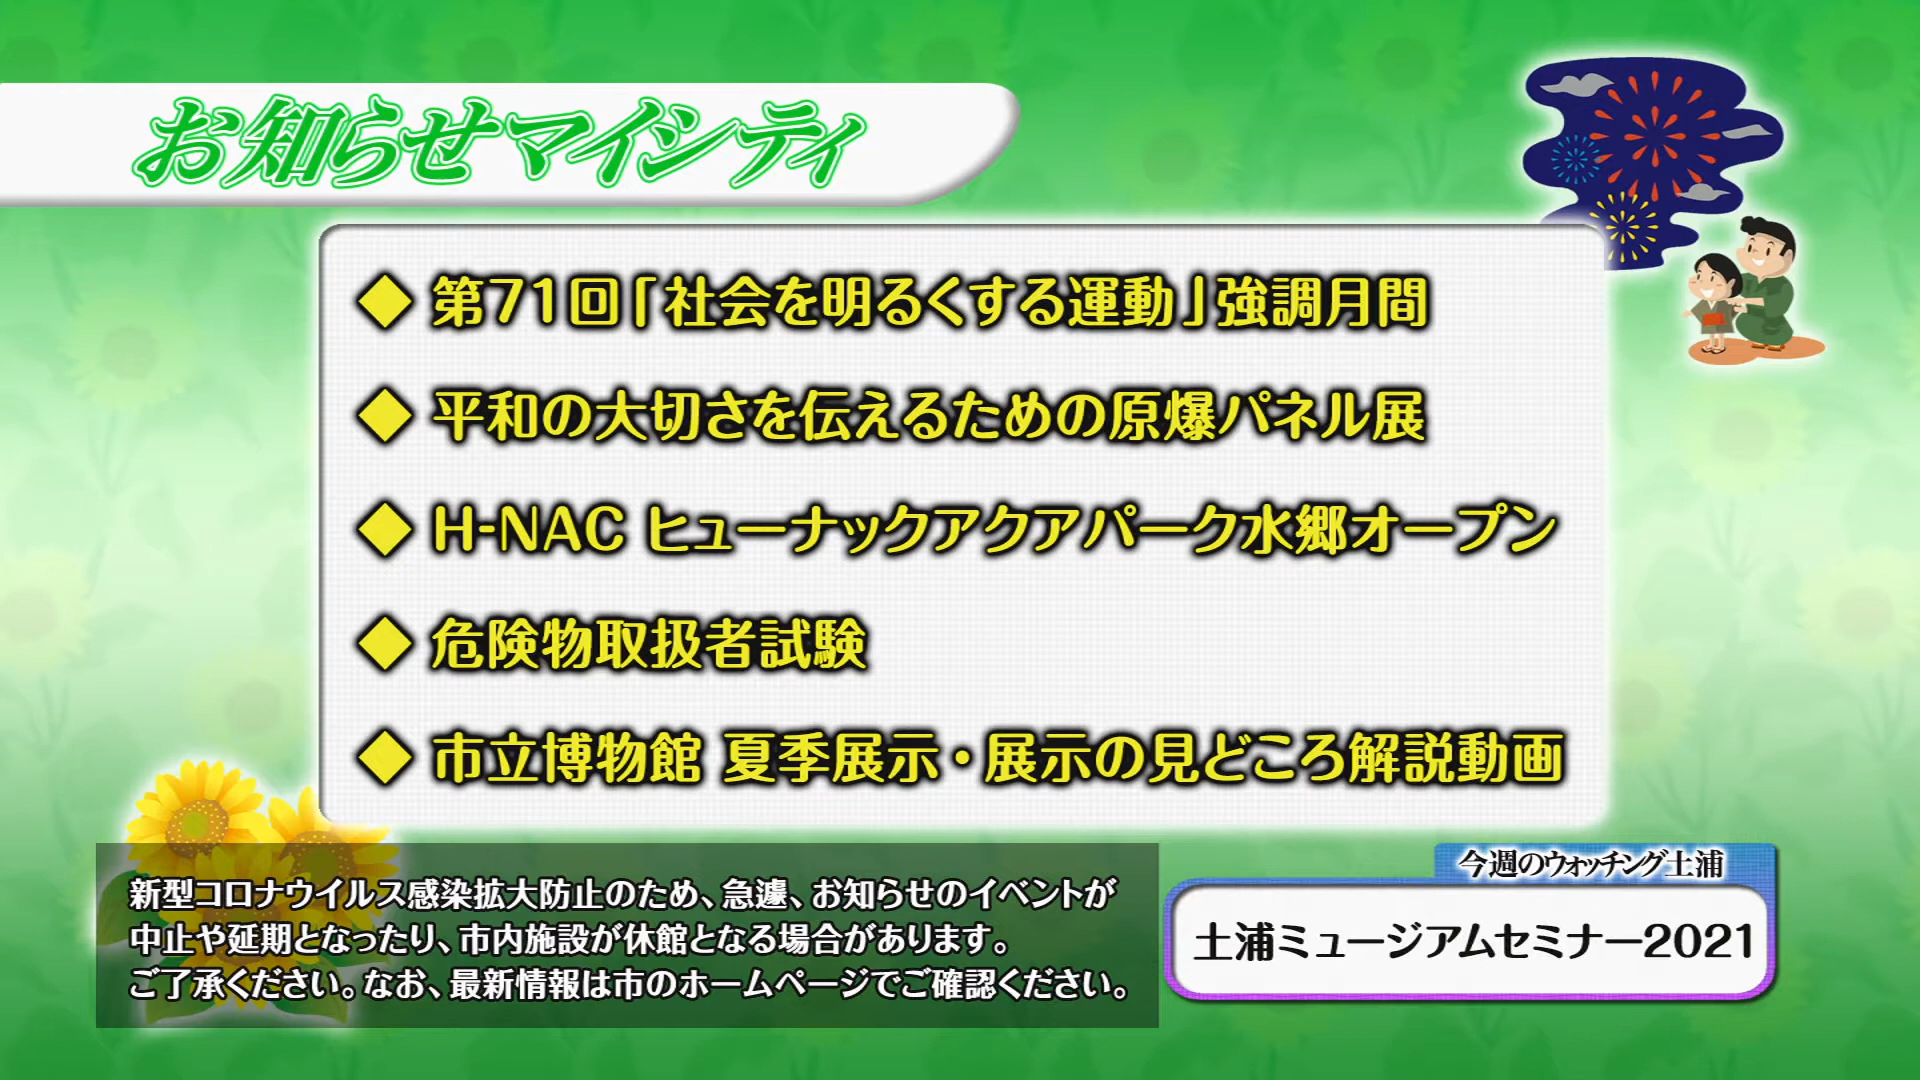 お知らせマイシティ
◆ 第71回「社会を明るくする運動」強調月間
◆ 平和の大切さを伝えるための原爆パネル展
◆ H-NAC ヒューナックアクアパーク水郷オープン
◆ 危険物取扱者試験
◆ 市立博物館 夏季展示・展示の見どころ解説動画
新型コロナウイルス感染拡大防止のため、急遽、お知らせのイベントが
中止や延期となったり、市内施設が休館となる場合があります。
ご了承ください。なお、最新情報は市のホームページでご確認ください。
今週のウォッチング土浦
土浦ミュージアムセミナー2021